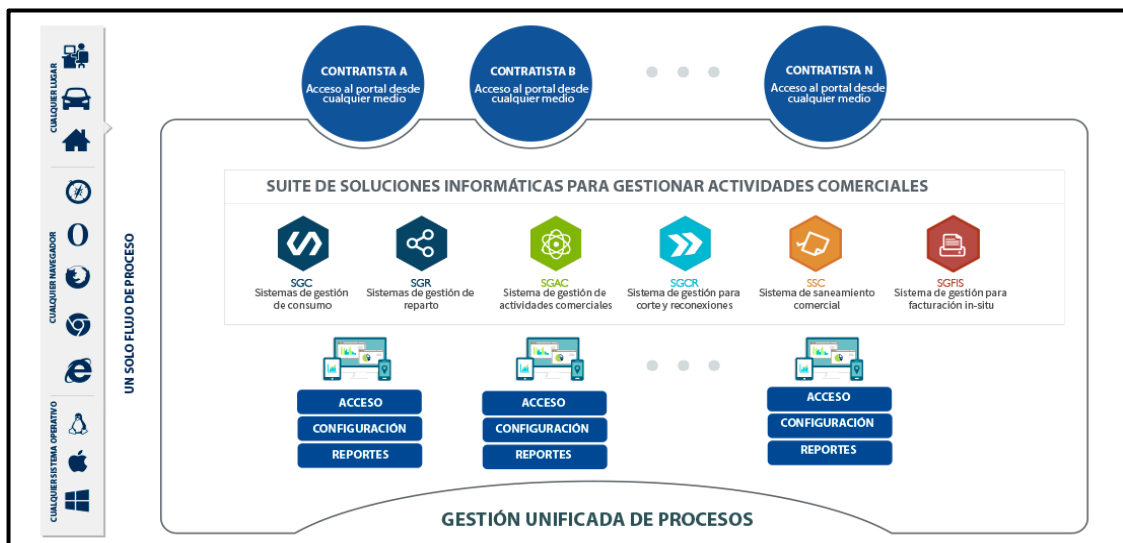 CUALQUIER LUGAR
CUALQUIER NAVEGADOR
CUALQUIER SISTEMA OPERATIVO
UN SOLO FLUJO DE PROCESO
CONTRATISTA A
Acceso al portal desde
cualquier medio
CONTRATISTA B
Acceso al portal desde
cualquier medio
CONTRATISTA N
Acceso al portal desde
cualquier medio
SUITE DE SOLUCIONES INFORMÁTICAS PARA GESTIONAR ACTIVIDADES COMERCIALES
SGC
Sistemas de gestión
de consumo
SGR
Sistemas de gestión de
reparto
SGAC
Sistema de gestión de
actividades comerciales
SGCR
Sistema de gestión para
corte y reconexiones
SSC
Sistema de saneamiento
comercial
SGFIS
Sistema de gestión para
facturación in-situ
ACCESO
CONFIGURACIÓN
REPORTES
ACCESO
CONFIGURACIÓN
REPORTES
ACCESO
CONFIGURACIÓN
REPORTES
GESTIÓN UNIFICADA DE PROCESOS